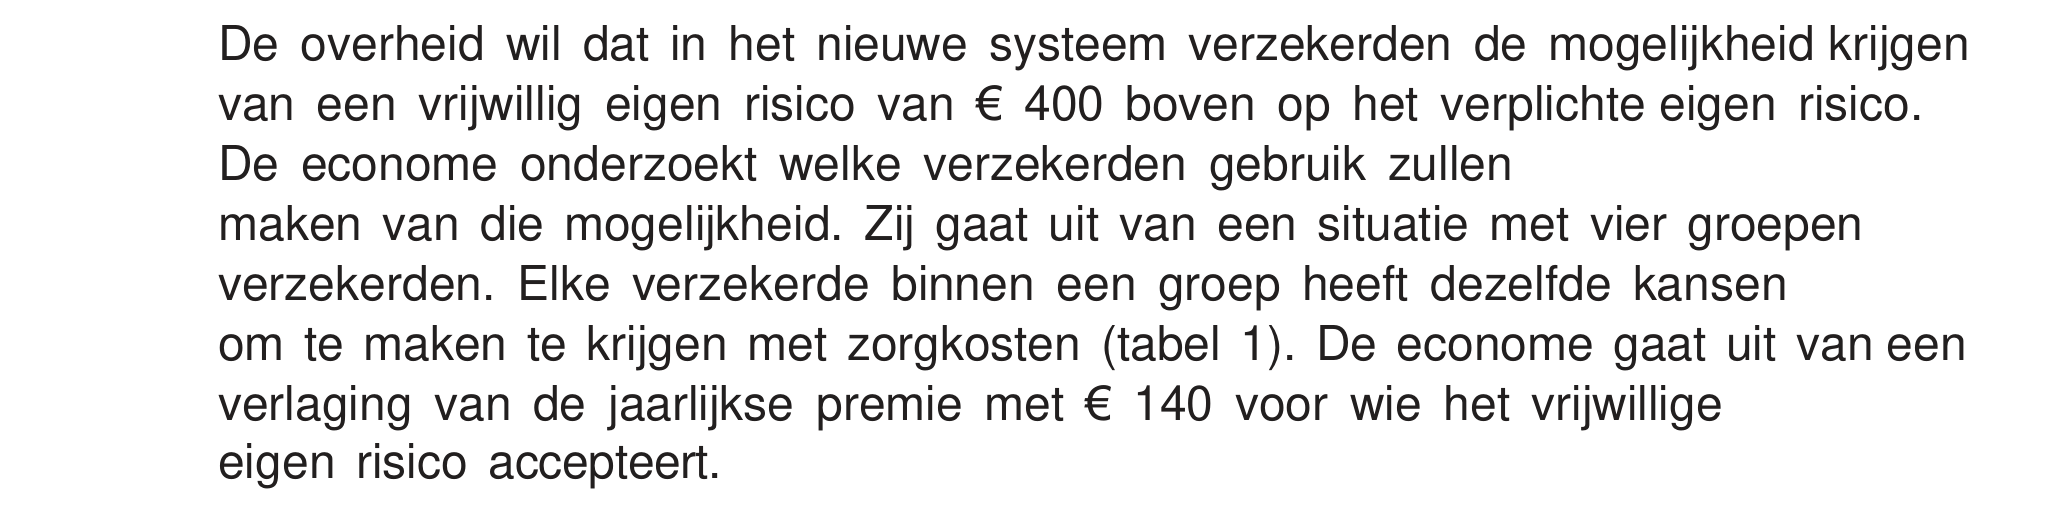 De overheid wil dat in het nieuwe systeem verzekerden de mogelijkheid krijgen
van een vrijwillig eigen risico van € 400 boven op het verplichte eigen risico.
De econome onderzoekt welke verzekerden gebruik zullen
maken van die mogelijkheid. Zij gaat uit van een situatie met vier groepen
verzekerden. Elke verzekerde binnen een groep heeft dezelfde kansen
om te maken te krijgen met zorgkosten (tabel 1). De econome gaat uit van een
verlaging van de jaarlijkse premie met € 140 voor wie het vrijwillige
eigen risico accepteert.